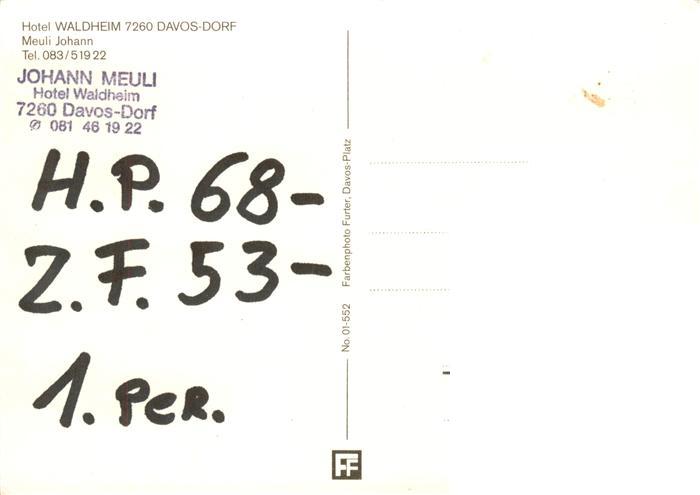 Hotel WALDHEIM 7260 DAVOS-DORF
Meuli Johann
Tel. 083/51922
JOHANN MEULI
Hotel Waldheim
7260 Davos-Dorf
✆ 081 46 19 22
H.P. 68-
Z.F. 53-
1. PeR.
No. 01-552 Farbenphoto Furter, Davos-Platz
FF